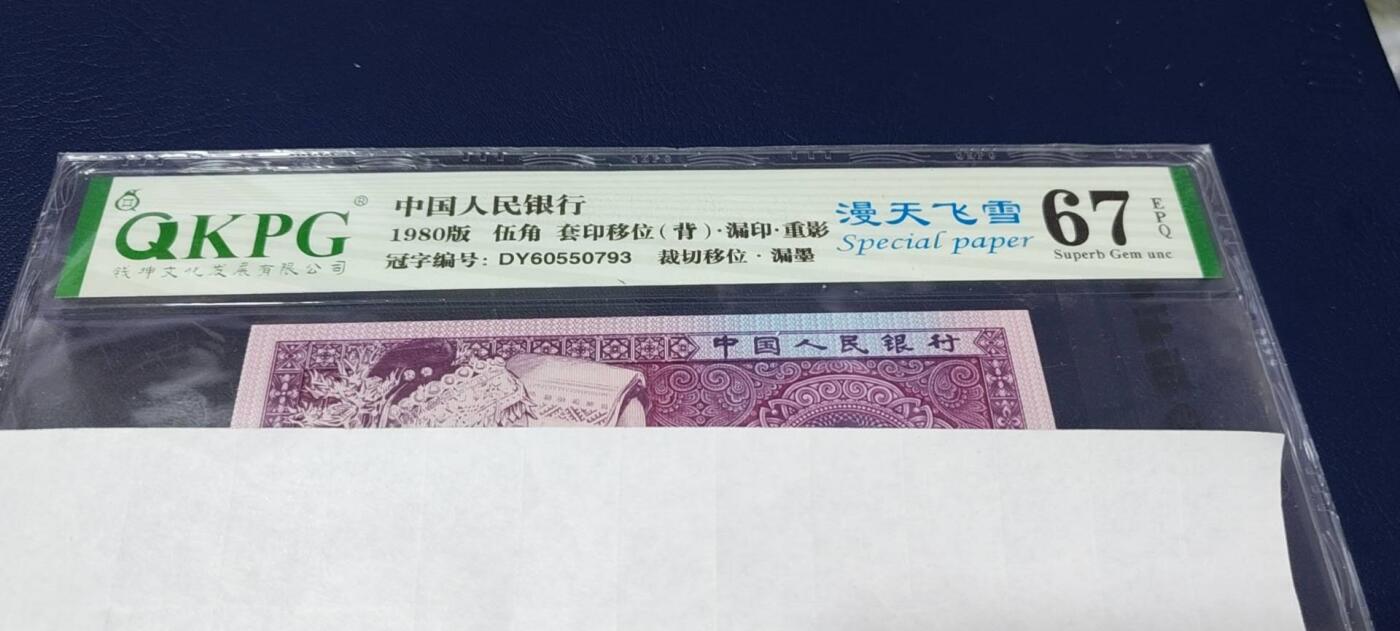 QKPG®
钱坤文化发展有限公司
中国人民银行
1980版 伍角 套印移位(背)·漏印·重影
冠字编号: DY60550793 裁切移位·漏墨
漫天飞雪
Special paper
67
EPQ
Superb Gem unc
中国人民银行